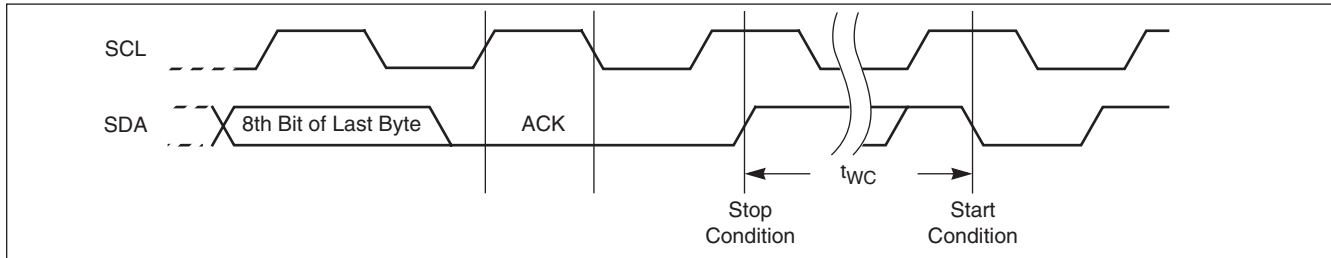 SCL
SDA
8th Bit of Last Byte
ACK
tWC
Stop
Condition
Start
Condition